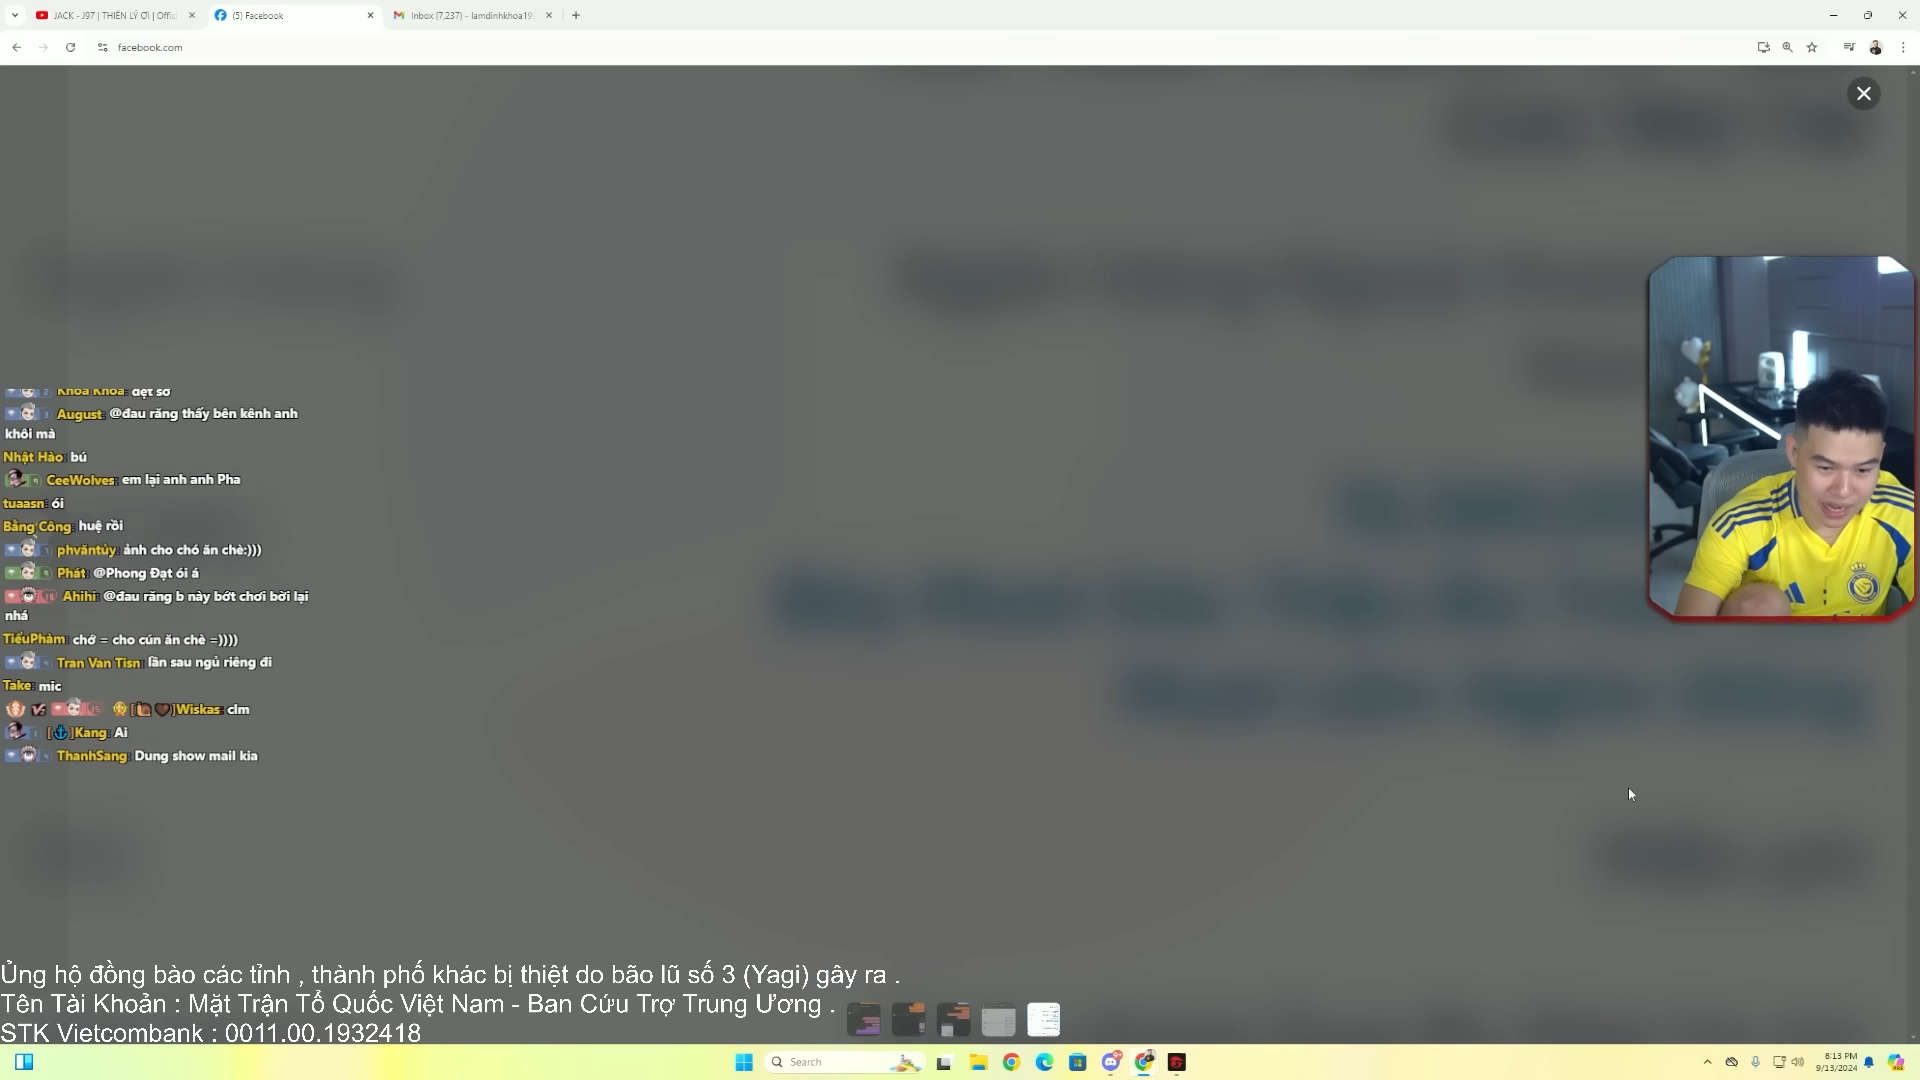 JACK - J97 | THIÊN LÝ ƠI | Offici
(5) Facebook
Inbox (7,237) - lamdinhkhoa19
facebook.com
Khoa Khoa: dẹt sơ
August: @đau răng thấy bên kênh anh
khôi mà
Nhật Hào: bú
CeeWolves: em lại anh anh Pha
tuaasn: ói
Bằng Công: huệ rồi
phvăntủy: ảnh cho chó ăn chè:)))
Phát: @Phong Đạt ói á
Ahihi: @đau răng b này bớt chơi bời lại
nhá
TiểuPhàm: chớ = cho cún ăn chè =))))
Tran Van Tisn: lần sau ngủ riêng đi
Take: mic
VS 15 [ ]Wiskas: clm
[ ]Kang: Ai
ThanhSang: Dung show mail kia
Ủng hộ đồng bào các tỉnh , thành phố khác bị thiệt do bão lũ số 3 (Yagi) gây ra .
Tên Tài Khoản : Mặt Trận Tổ Quốc Việt Nam - Ban Cứu Trợ Trung Ương .
STK Vietcombank : 0011.00.1932418
Search
8:13 PM
9/13/2024